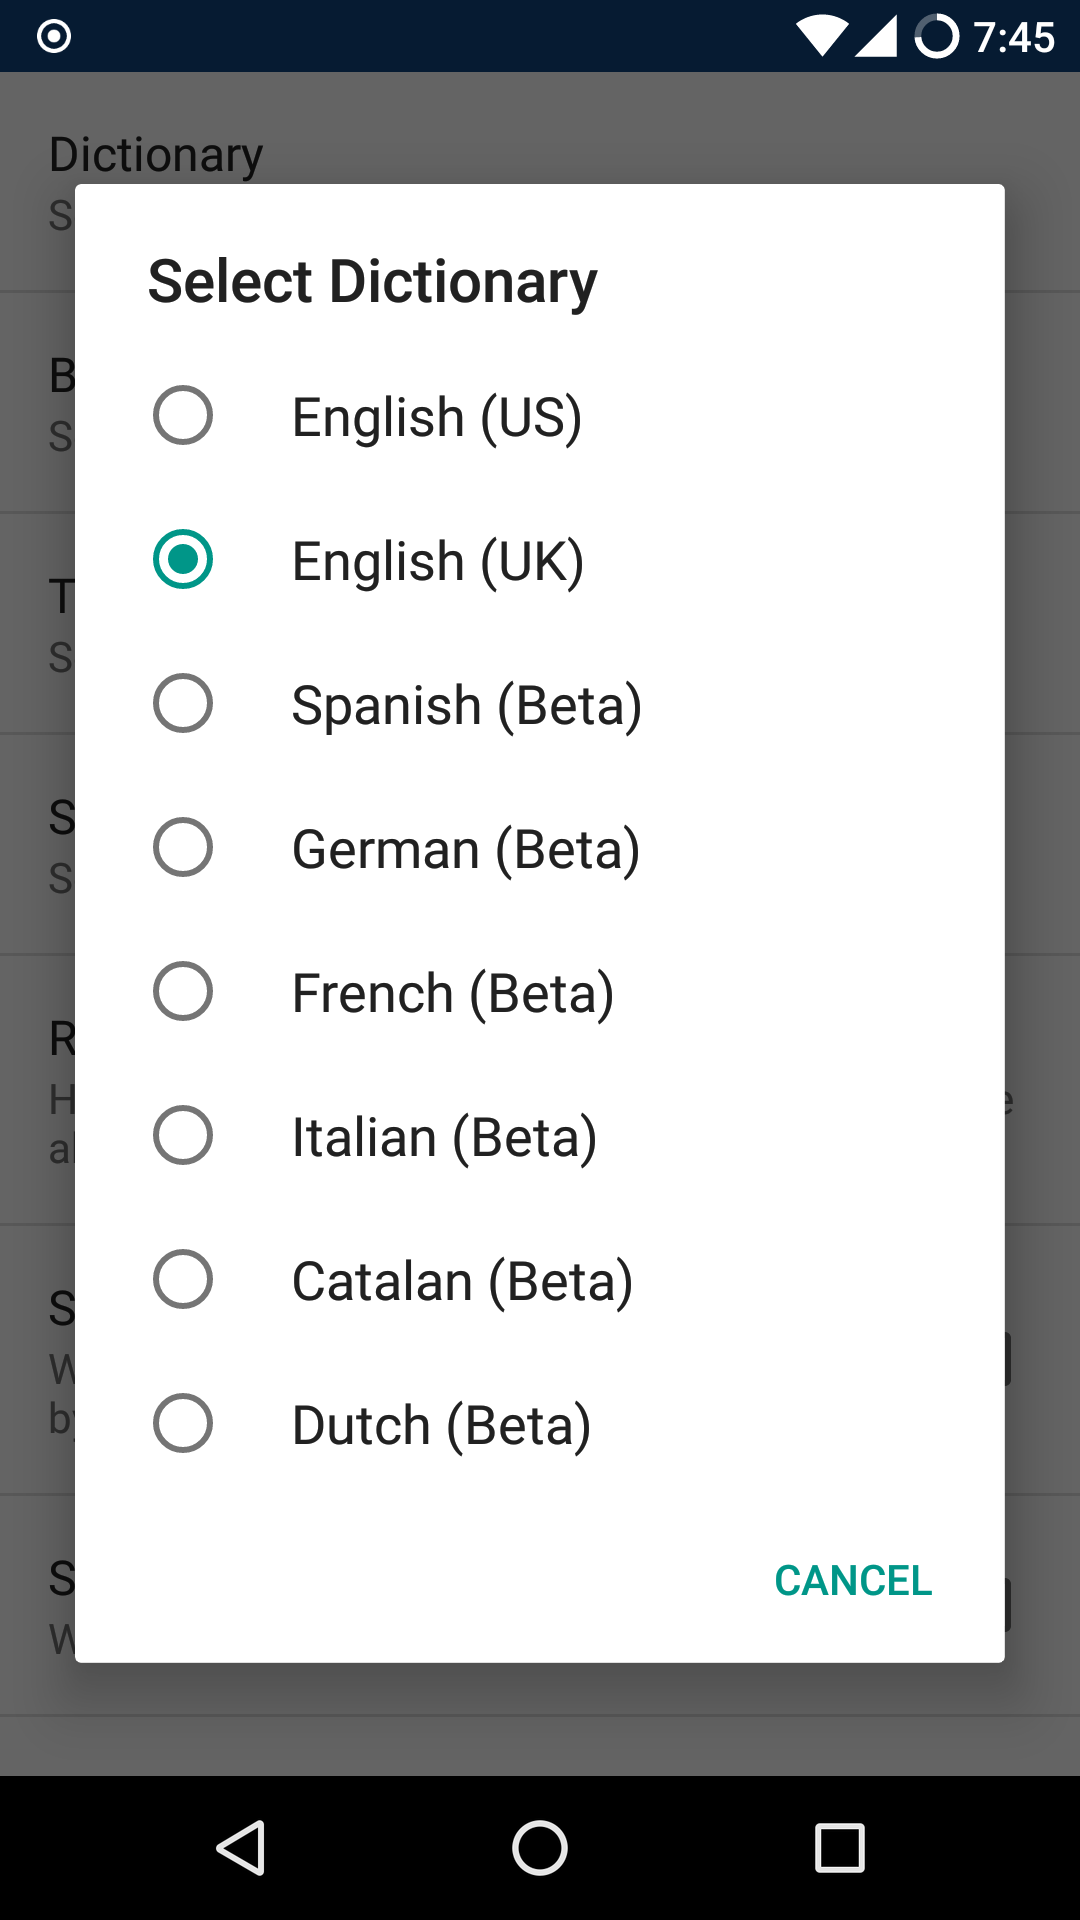 7:45
Dictionary
Select Dictionary
English (US)
English (UK)
Spanish (Beta)
German (Beta)
French (Beta)
Italian (Beta)
Catalan (Beta)
Dutch (Beta)
CANCEL